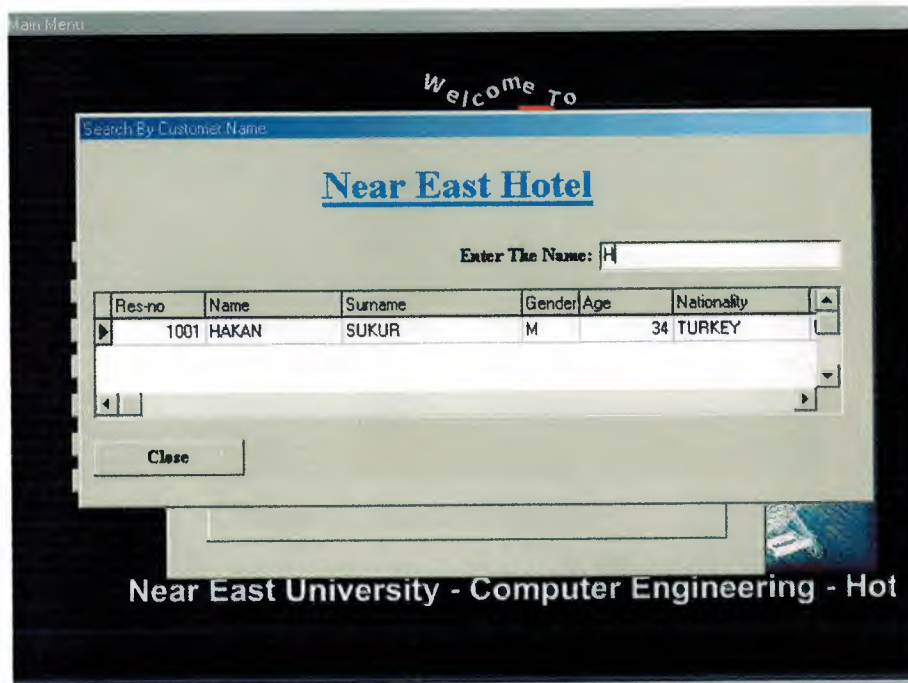 Main Menu
Welcome To
Search By Customer Name
Near East Hotel
Enter The Name: H
Res-no Name Surname Gender Age Nationality
1001 HAKAN SUKUR M 34 TURKEY
Close
Near East University - Computer Engineering - Hot